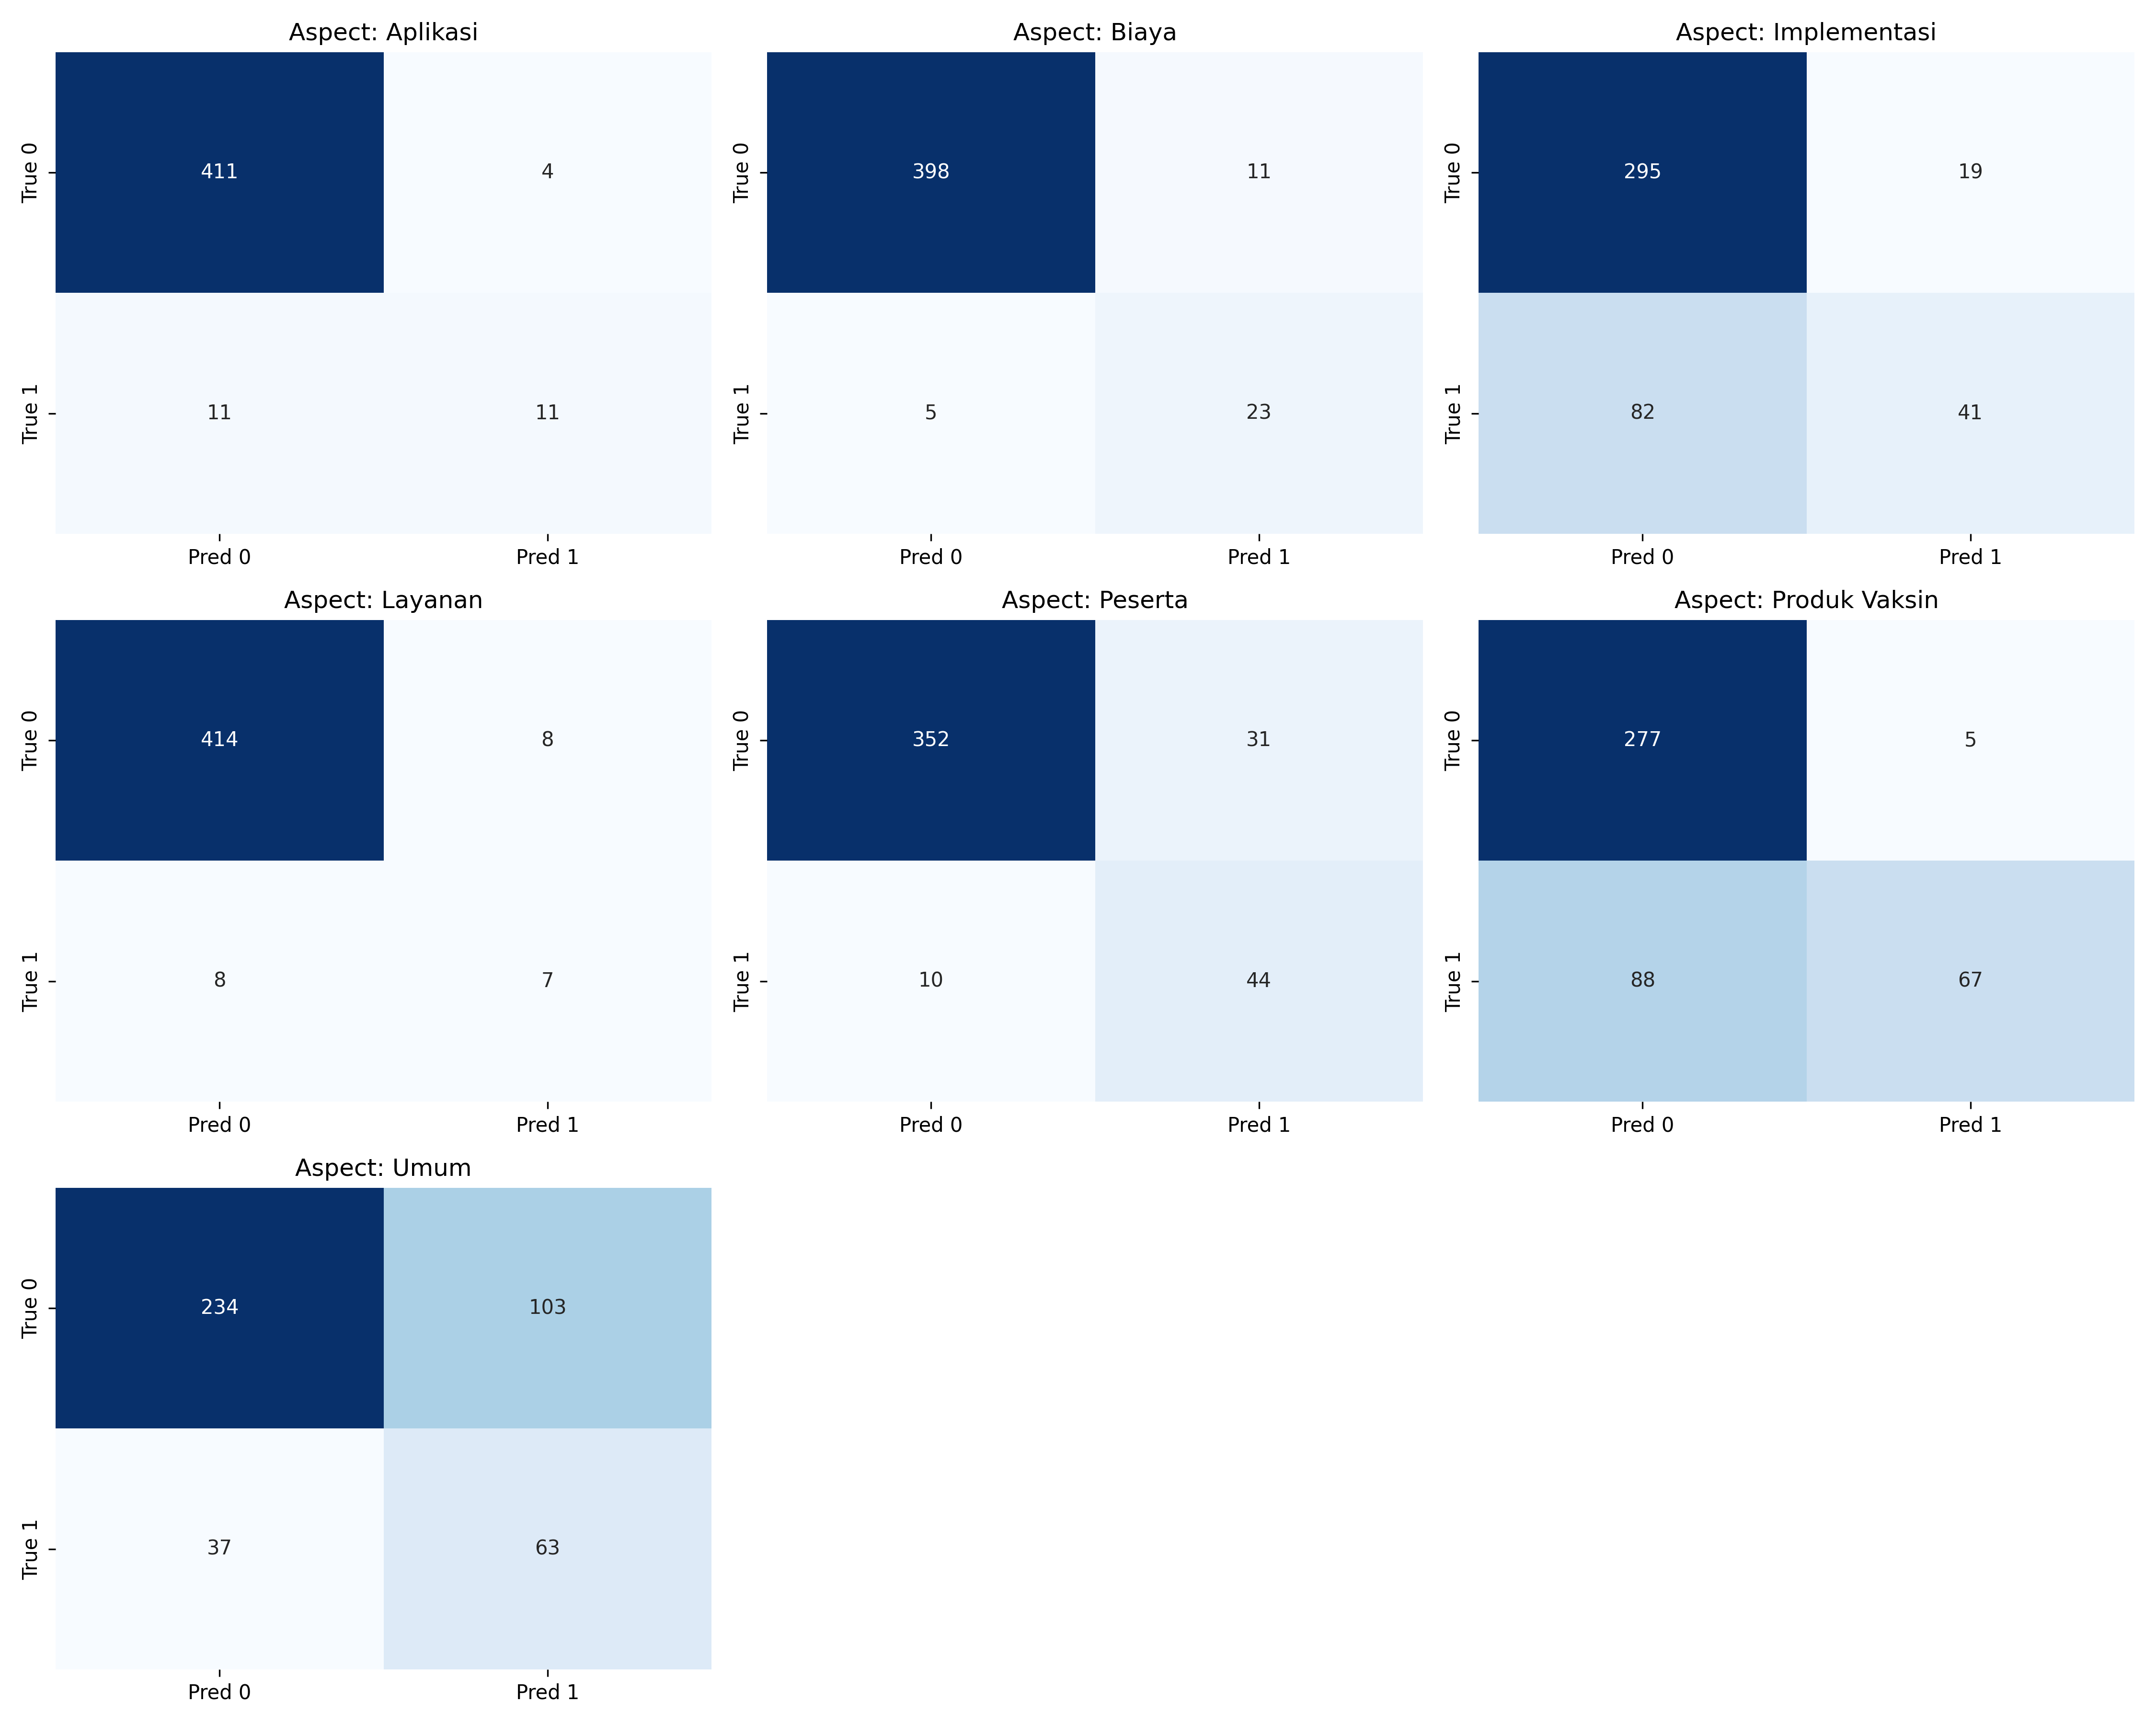 Aspect: Aplikasi
True 0
411
4
True 1
11
11
Pred 0
Pred 1
Aspect: Biaya
True 0
398
11
True 1
5
23
Pred 0
Pred 1
Aspect: Implementasi
True 0
295
19
True 1
82
41
Pred 0
Pred 1
Aspect: Layanan
True 0
414
8
True 1
8
7
Pred 0
Pred 1
Aspect: Peserta
True 0
352
31
True 1
10
44
Pred 0
Pred 1
Aspect: Produk Vaksin
True 0
277
5
True 1
88
67
Pred 0
Pred 1
Aspect: Umum
True 0
234
103
True 1
37
63
Pred 0
Pred 1